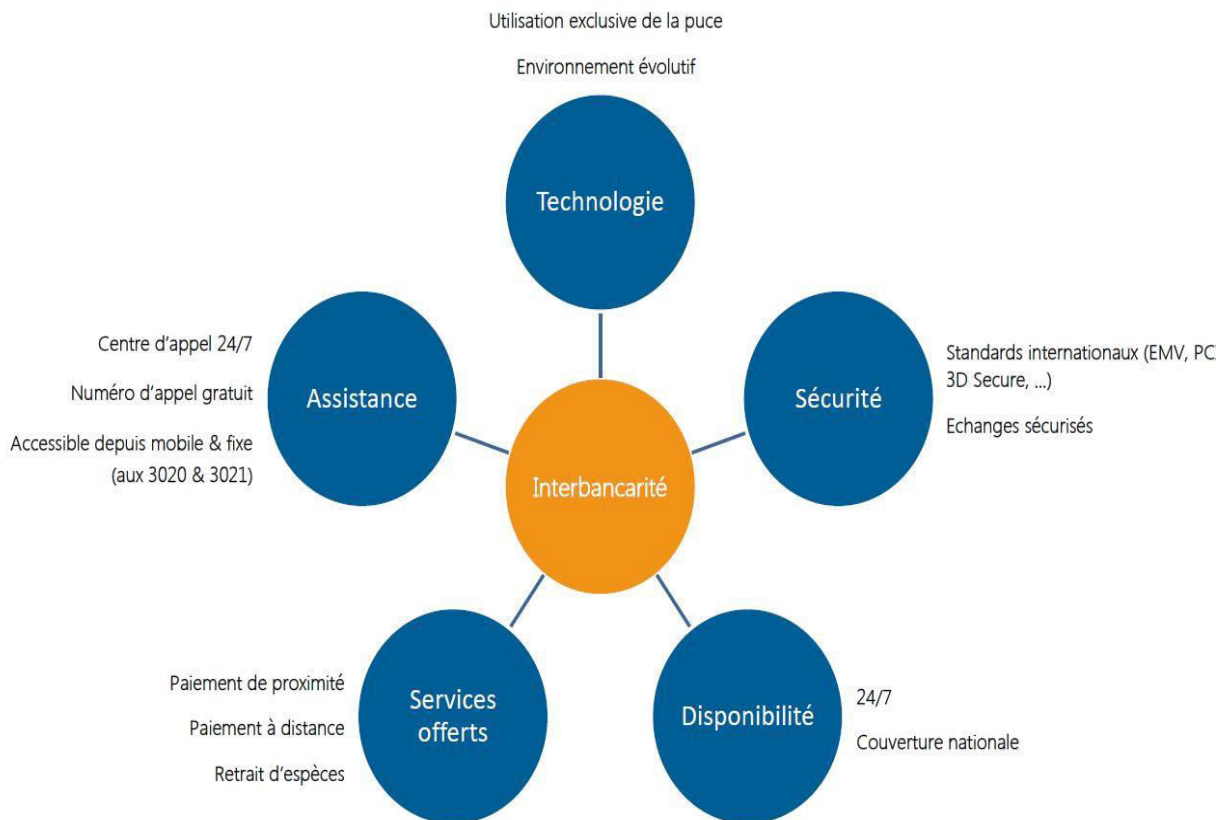 Utilisation exclusive de la puce
Environnement évolutif
Technologie
Centre d’appel 24/7
Numéro d’appel gratuit
Accessible depuis mobile & fixe
(aux 3020 & 3021)
Assistance
Sécurité
Standards internationaux (EMV,
3D Secure, ...)
Echanges sécurisés
Interbancarité
Paiement de proximité
Paiement à distance
Retrait d’espèces
Services
offerts
Disponibilité
24/7
Couverture nationale